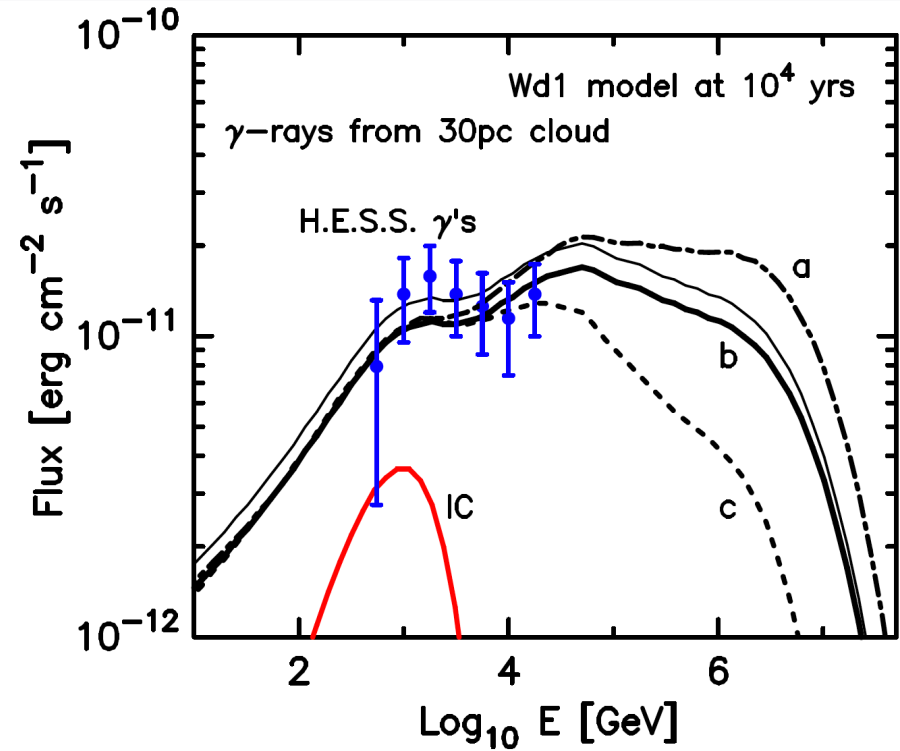 10⁻¹⁰
Wd1 model at 10⁴ yrs
γ-rays from 30pc cloud
H.E.S.S. γ's
a
10⁻¹¹
b
c
IC
10⁻¹²
2 4 6
Log₁₀ E [GeV]
Flux [erg cm⁻² s⁻¹]